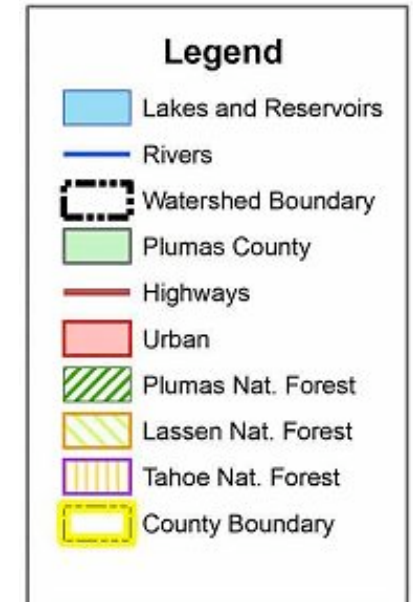 Legend
Lakes and Reservoirs
Rivers
Watershed Boundary
Plumas County
Highways
Urban
Plumas Nat. Forest
Lassen Nat. Forest
Tahoe Nat. Forest
County Boundary